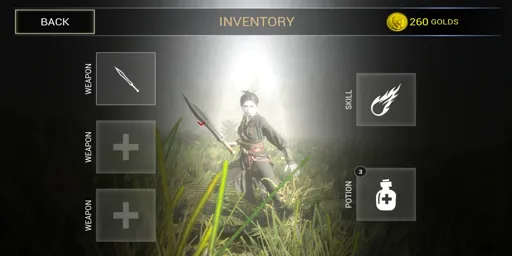 BACK
INVENTORY
260 GOLDS
WEAPON
SKILL
WEAPON
3
POTION
WEAPON